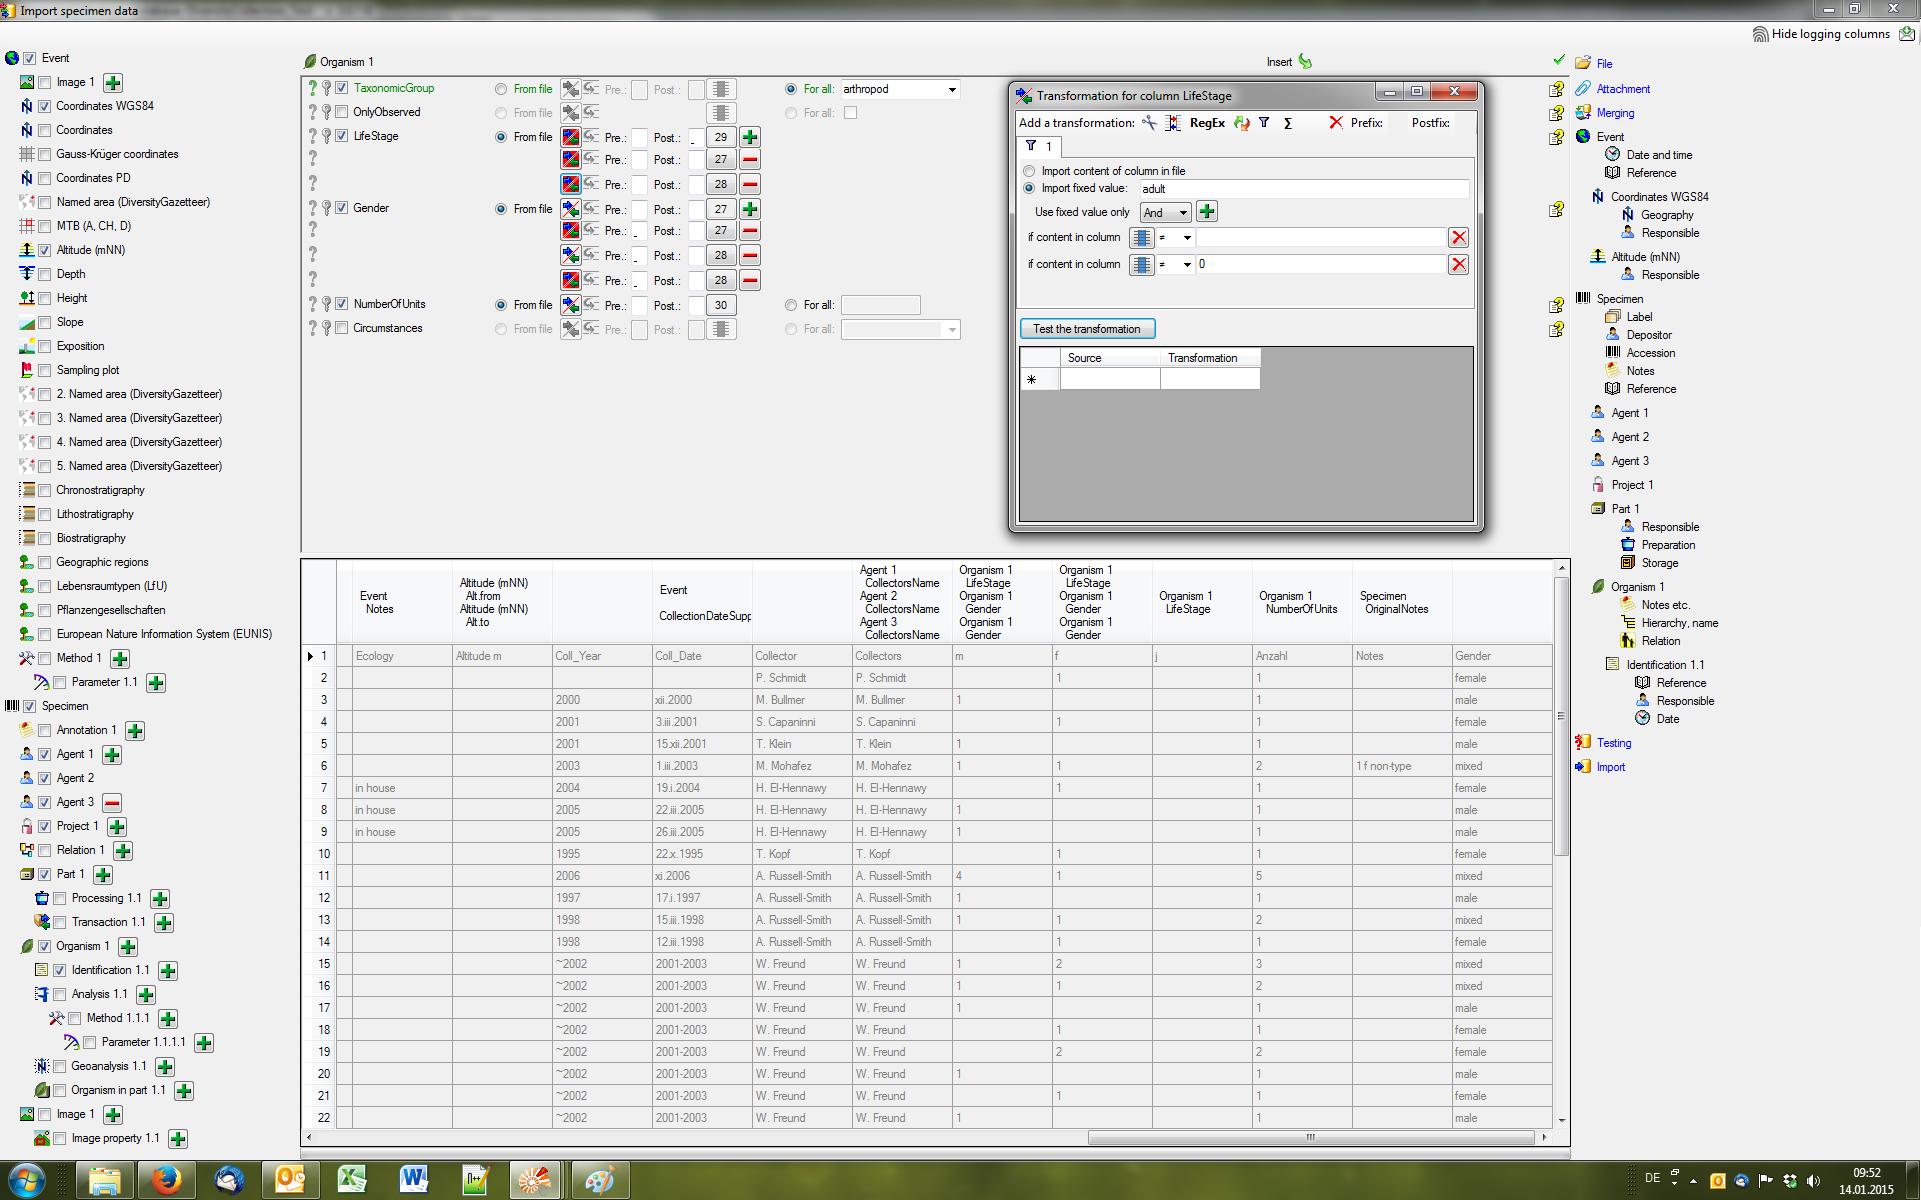 Import specimen data
Hide logging columns
Event
Image 1
Coordinates WGS84
Coordinates
Gauss-Krüger coordinates
Coordinates PD
Named area (DiversityGazetteer)
MTB (A, CH, D)
Altitude (mNN)
Depth
Height
Slope
Exposition
Sampling plot
2. Named area (DiversityGazetteer)
3. Named area (DiversityGazetteer)
4. Named area (DiversityGazetteer)
5. Named area (DiversityGazetteer)
Chronostratigraphy
Lithostratigraphy
Biostratigraphy
Geographic regions
Lebensraumtypen (LfU)
Pflanzengesellschaften
European Nature Information System (EUNIS)
Method 1
Parameter 1.1
Specimen
Annotation 1
Agent 1
Agent 2
Agent 3
Project 1
Relation 1
Part 1
Processing 1.1
Transaction 1.1
Organism 1
Identification 1.1
Analysis 1.1
Method 1.1.1
Parameter 1.1.1.1
Geoanalysis 1.1
Organism in part 1.1
Image 1
Image property 1.1
Organism 1 Insert
TaxonomicGroup From file Pre.: Post.: For all: arthropod
OnlyObserved From file For all:
LifeStage From file Pre.: Post.: - 29
Pre.: Post.: 27
Pre.: Post.: 28
Gender From file Pre.: Post.: 27
Pre.: - Post.: 27
Pre.: - Post.: 28
Pre.: - Post.: 28
NumberOfUnits From file Pre.: Post.: 30 For all:
Circumstances From file Pre.: Post.: For all:
Transformation for column LifeStage
Add a transformation: RegEx Σ Prefix: Postfix:
1
Import content of column in file
Import fixed value: adult
Use fixed value only And
if content in column ≠
if content in column ≠ 0
Test the transformation
Source Transformation
File
Attachment
Merging
Event
Date and time
Reference
Coordinates WGS84
Geography
Responsible
Altitude (mNN)
Responsible
Specimen
Label
Depositor
Accession
Notes
Reference
Agent 1
Agent 2
Agent 3
Project 1
Part 1
Responsible
Preparation
Storage
Organism 1
Notes etc.
Hierarchy, name
Relation
Identification 1.1
Reference
Responsible
Date
Testing
Import
Event
Notes
Altitude (mNN)
Alt.from
Altitude (mNN)
Alt.to
Event
CollectionDateSupp
Agent 1
CollectorsName
Agent 2
CollectorsName
Agent 3
CollectorsName
Organism 1
LifeStage
Organism 1
Gender
Organism 1
Gender
Organism 1
LifeStage
Organism 1
Gender
Organism 1
Gender
Organism 1
LifeStage
Organism 1
NumberOfUnits
Specimen
OriginalNotes
1 Ecology Altitude m Coll_Year Coll_Date Collector Collectors m f j Anzahl Notes Gender
2 P. Schmidt P. Schmidt 1 1 female
3 2000 xii.2000 M. Bullmer M. Bullmer 1 1 male
4 2001 3.iii.2001 S. Capaninni S. Capaninni 1 1 female
5 2001 15.xii.2001 T. Klein T. Klein 1 1 male
6 2003 1.iii.2003 M. Mohafez M. Mohafez 1 1 2 1 f non-type mixed
7 in house 2004 19.i.2004 H. El-Hennawy H. El-Hennawy 1 1 female
8 in house 2005 22.iii.2005 H. El-Hennawy H. El-Hennawy 1 1 male
9 in house 2005 26.iii.2005 H. El-Hennawy H. El-Hennawy 1 1 male
10 1995 22.x.1995 T. Kopf T. Kopf 1 1 female
11 2006 xi.2006 A. Russell-Smith A. Russell-Smith 4 1 5 mixed
12 1997 17.i.1997 A. Russell-Smith A. Russell-Smith 1 1 male
13 1998 15.iii.1998 A. Russell-Smith A. Russell-Smith 1 1 2 mixed
14 1998 12.iii.1998 A. Russell-Smith A. Russell-Smith 1 1 female
15 ~2002 2001-2003 W. Freund W. Freund 1 2 3 mixed
16 ~2002 2001-2003 W. Freund W. Freund 1 1 2 mixed
17 ~2002 2001-2003 W. Freund W. Freund 1 1 male
18 ~2002 2001-2003 W. Freund W. Freund 1 1 female
19 ~2002 2001-2003 W. Freund W. Freund 2 2 female
20 ~2002 2001-2003 W. Freund W. Freund 1 1 male
21 ~2002 2001-2003 W. Freund W. Freund 1 1 female
22 ~2002 2001-2003 W. Freund W. Freund 1 1 male
DE
09:52
14.01.2015